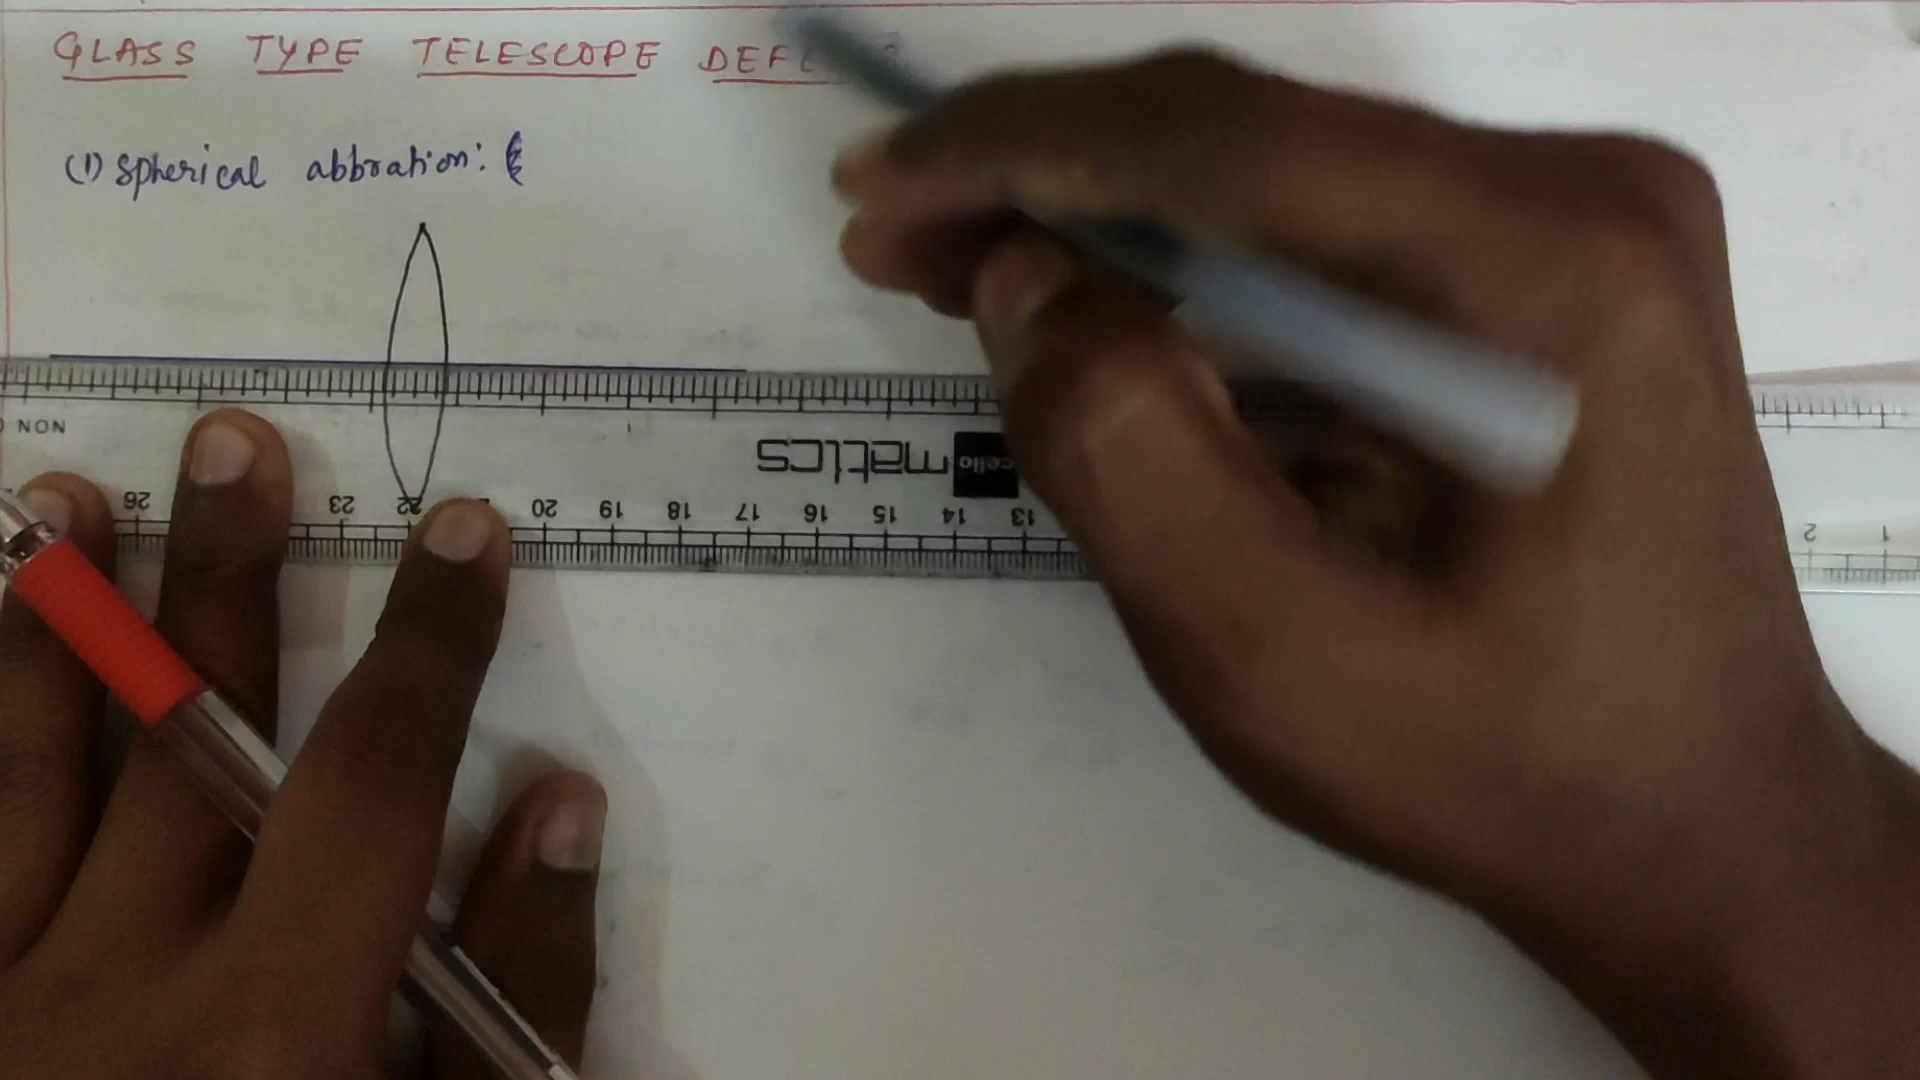 GLASS TYPE TELESCOPE
(1) Spherical abbration:
NON
cello matics
26 23 22 20 19 18 17 16 15 14 13 2 1